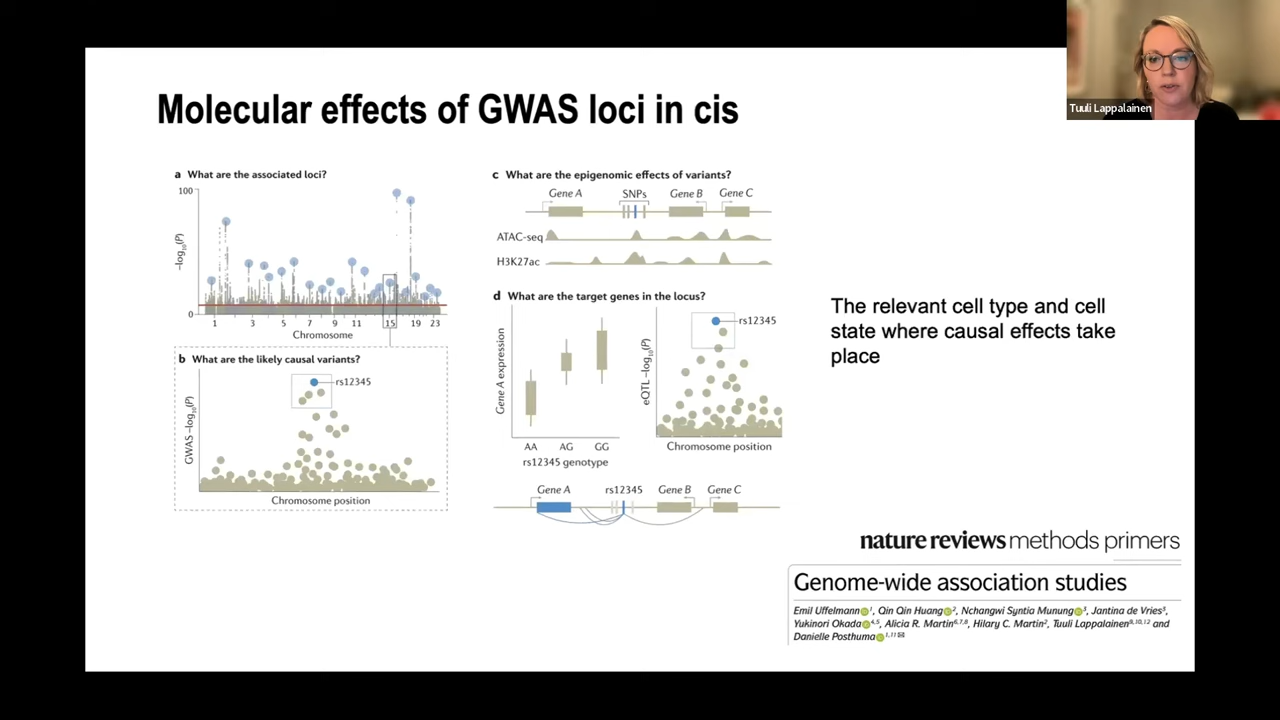 Tuuli Lappalainen
Molecular effects of GWAS loci in cis
a What are the associated loci?
100
0
–log10(P)
1 3 5 7 9 11 15 19 23
Chromosome
b What are the likely causal variants?
rs12345
GWAS –log10(P)
Chromosome position
c What are the epigenomic effects of variants?
Gene A SNPs Gene B Gene C
ATAC-seq
H3K27ac
d What are the target genes in the locus?
Gene A expression
AA AG GG
rs12345 genotype
rs12345
eQTL –log10(P)
Chromosome position
Gene A rs12345 Gene B Gene C
The relevant cell type and cell
state where causal effects take
place
nature reviews methods primers
Genome-wide association studies
Emil Uffelmann1, Qin Qin Huang2, Nchangwi Syntia Munung3, Jantina de Vries3,
Yukinori Okada4,5, Alicia R. Martin6,7,8, Hilary C. Martin2, Tuuli Lappalainen9,10,12 and
Danielle Posthuma1,11